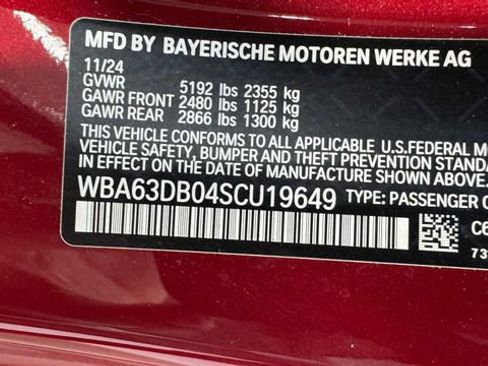 MFD BY BAYERISCHE MOTOREN WERKE AG
11/24
GVWR 5192 lbs 2355 kg
GAWR FRONT 2480 lbs 1125 kg
GAWR REAR 2866 lbs 1300 kg
THIS VEHICLE CONFORMS TO ALL APPLICABLE U.S.FEDERAL
VEHICLE SAFETY, BUMPER AND THEFT PREVENTION
IN EFFECT ON THE DATE OF MANUFACTURE SHOWN ABOVE.
WBA63DB04SCU19649 TYPE: PASSENGER